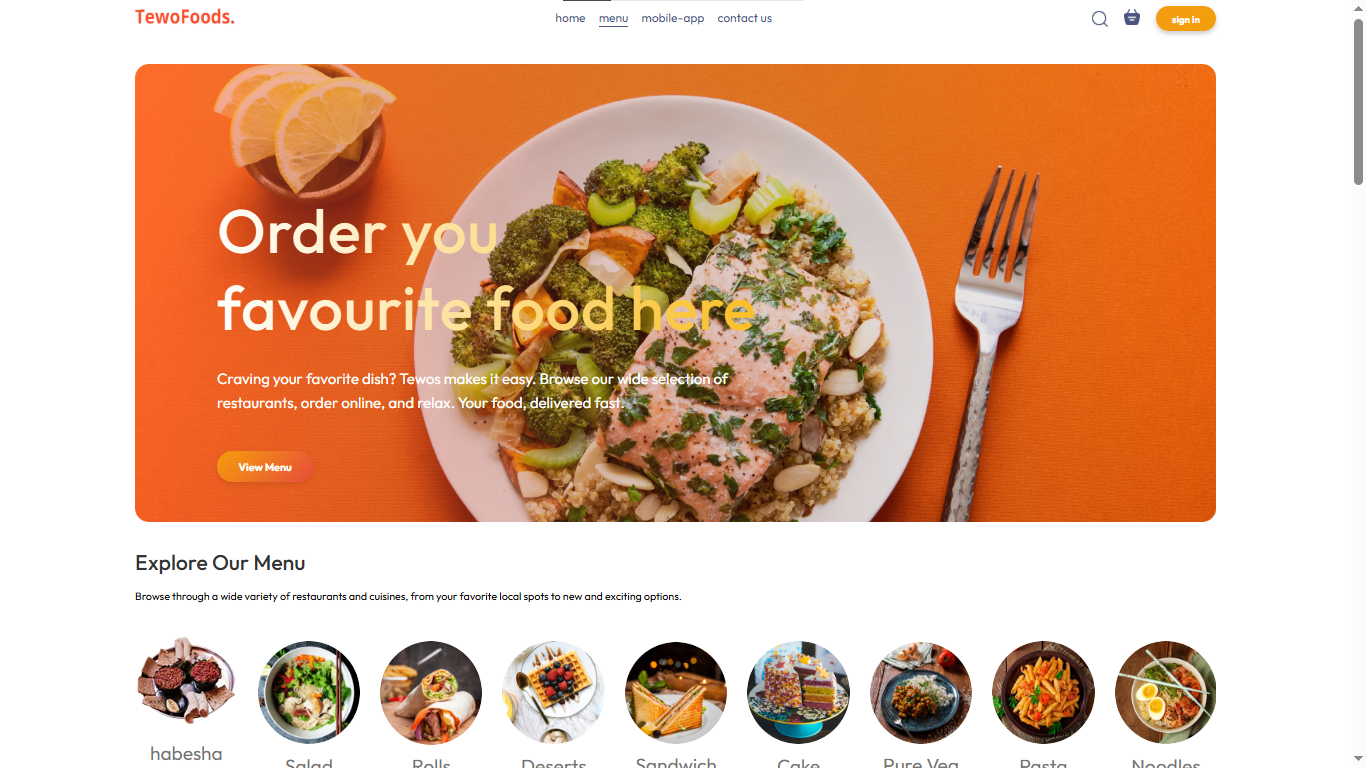 TewoFoods.
home menu mobile-app contact us
sign in
Order you
favourite food here
Craving your favorite dish? Tewos makes it easy. Browse our wide selection of
restaurants, order online, and relax. Your food, delivered fast.
View Menu
Explore Our Menu
Browse through a wide variety of restaurants and cuisines, from your favorite local spots to new and exciting options.
habesha Salad Rolls Deserts Sandwich Cake Pure Veg Pasta Noodles